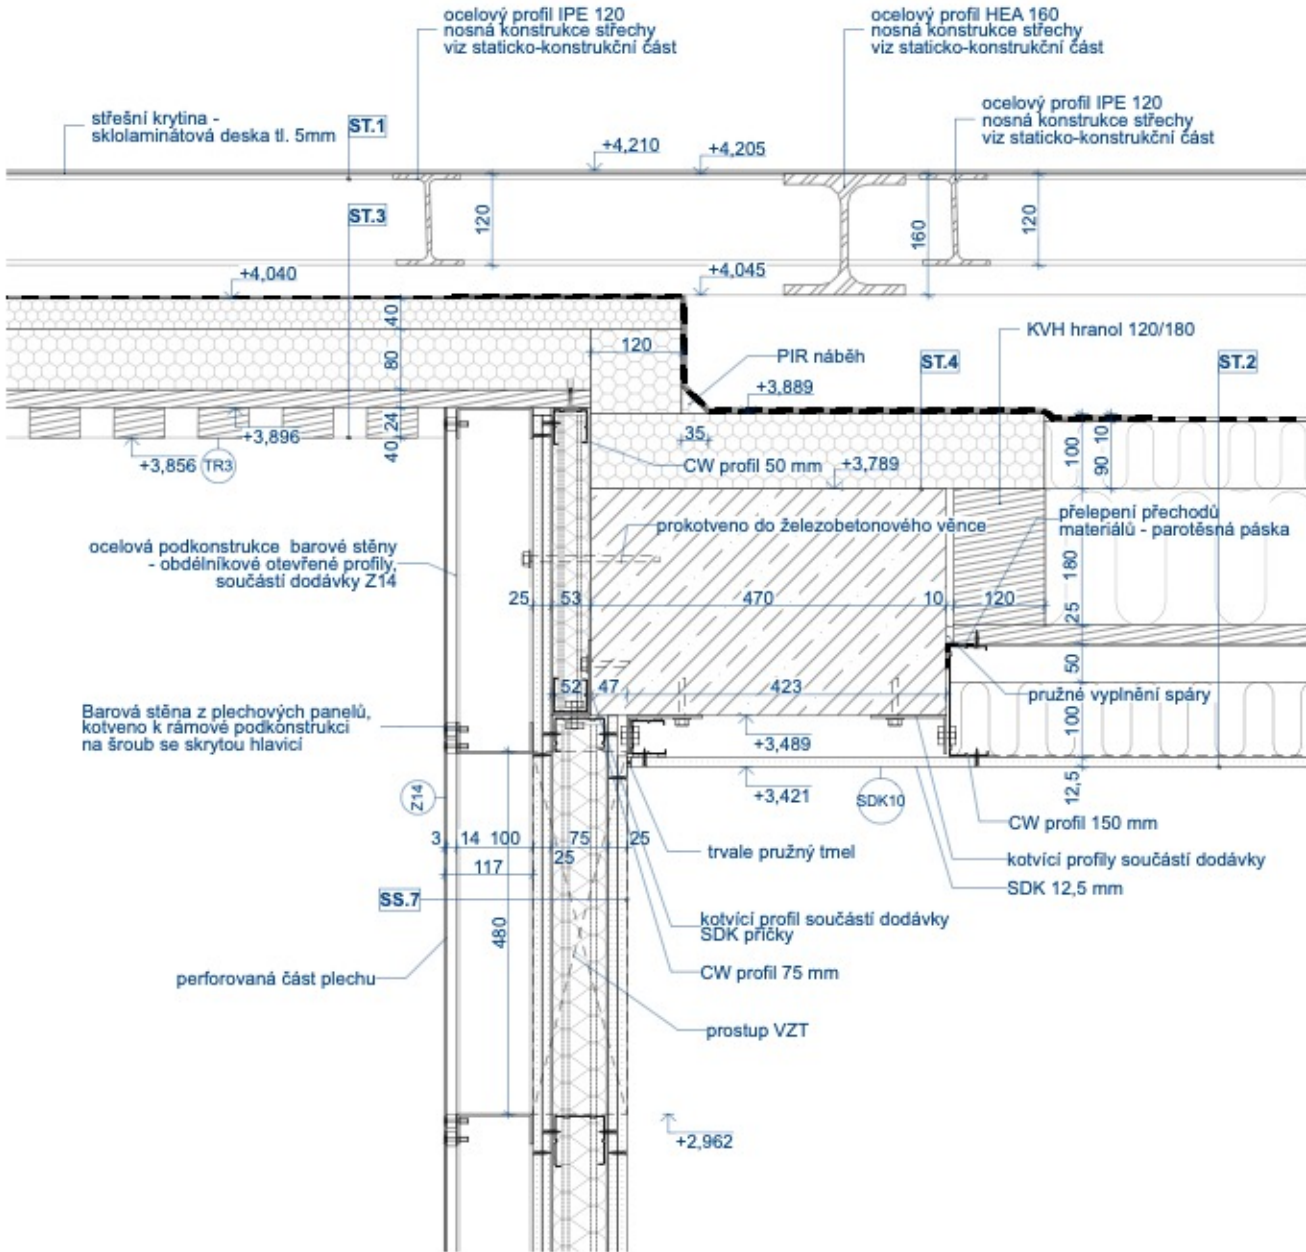 ocelový profil IPE 120
nosná konstrukce střechy
viz staticko-konstrukční část
ocelový profil HEA 160
nosná konstrukce střechy
viz staticko-konstrukční část
ocelový profil IPE 120
nosná konstrukce střechy
viz staticko-konstrukční část
střešní krytina -
sklolaminátová deska tl. 5mm
ST.1
+4,210
+4,205
ST.3
120
160
120
+4,040
+4,045
40
80
24
40
120
PIR náběh
KVH hranol 120/180
ST.4
ST.2
+3,889
+3,896
+3,856
TR3
35
CW profil 50 mm
+3,789
100
10
90
prokotveno do železobetonového věnce
přelepení přechodů
materiálů - parotěsná páska
ocelová podkonstrukce barové stěny
- obdélníkové otevřené profily,
součástí dodávky Z14
180
25
53
470
10
120
25
50
52
47
423
pružné vyplnění spáry
100
Barová stěna z plechových panelů,
kotveno k rámové podkonstrukci
na šroub se skrytou hlavicí
+3,489
+3,421
12,5
Z14
SDK10
CW profil 150 mm
3
14
100
75
25
25
117
trvale pružný tmel
kotvící profily součástí dodávky
SDK 12,5 mm
SS.7
480
kotvící profil součástí dodávky
SDK příčky
perforovaná část plechu
CW profil 75 mm
prostup VZT
+2,962